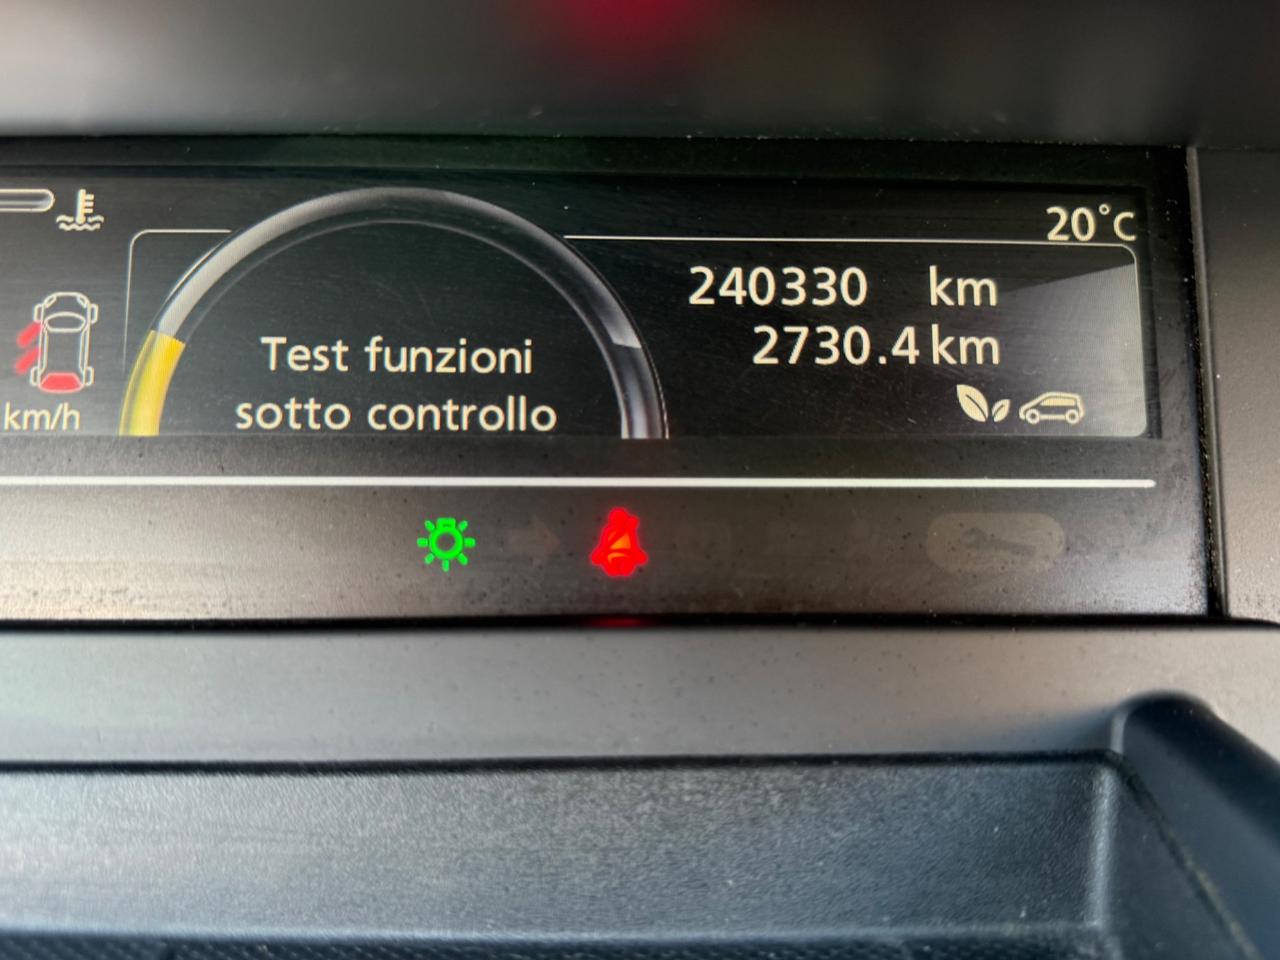 20°C
240330 km
2730.4 km
Test funzioni
sotto controllo
km/h